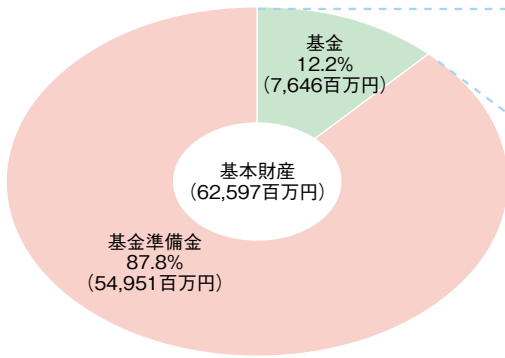 基金
12.2%
（7,646百万円）
基本財産
（62,597百万円）
基金準備金
87.8%
（54,951百万円）